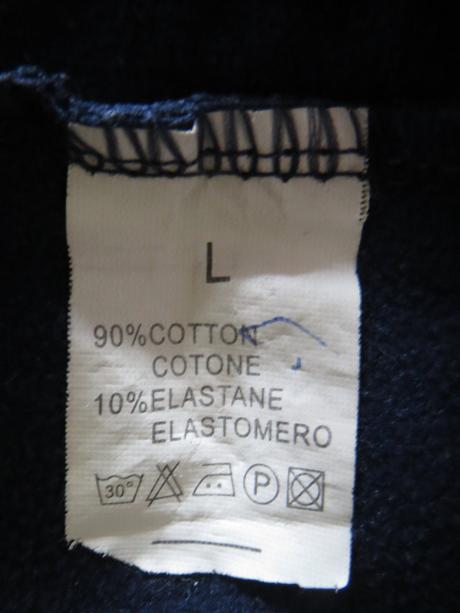 L
90%COTTON
COTONE
10%ELASTANE
ELASTOMERO
30° P